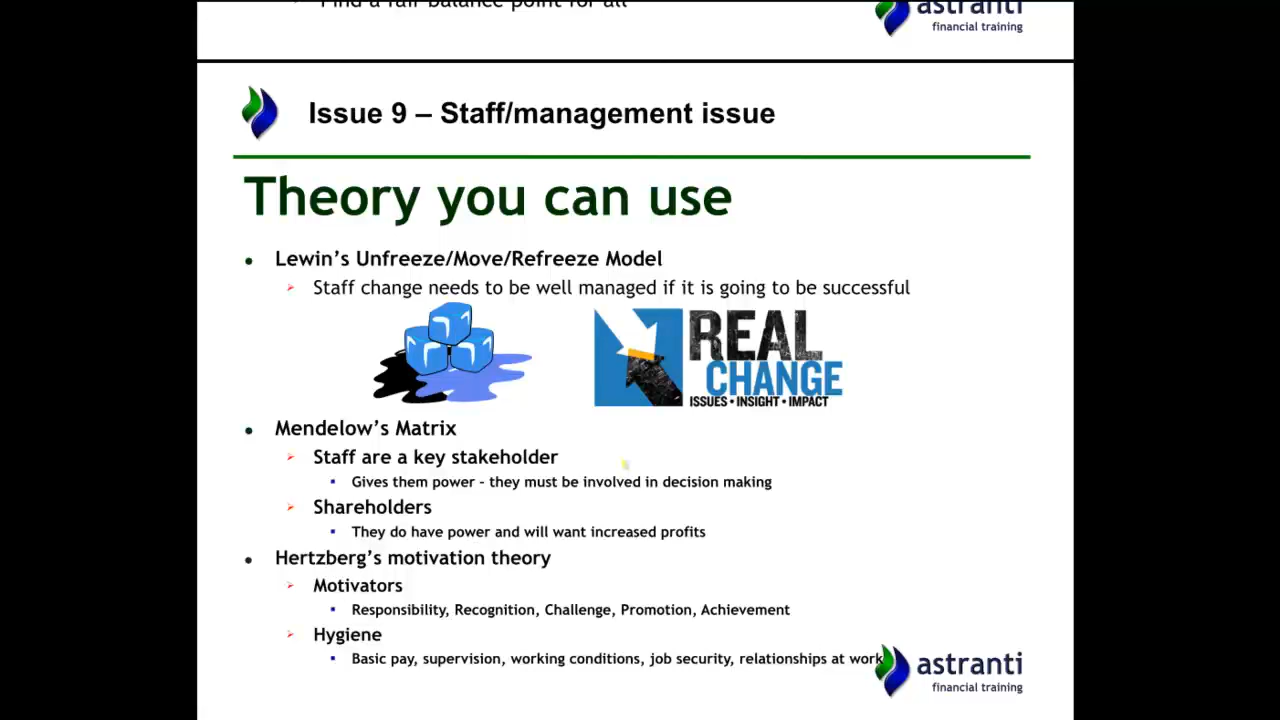 Find a fair balance point for all
astranti
financial training
Issue 9 – Staff/management issue
Theory you can use
Lewin's Unfreeze/Move/Refreeze Model
Staff change needs to be well managed if it is going to be successful
REAL
CHANGE
ISSUES • INSIGHT • IMPACT
Mendelow's Matrix
Staff are a key stakeholder
Gives them power - they must be involved in decision making
Shareholders
They do have power and will want increased profits
Hertzberg's motivation theory
Motivators
Responsibility, Recognition, Challenge, Promotion, Achievement
Hygiene
Basic pay, supervision, working conditions, job security, relationships at work
astranti
financial training